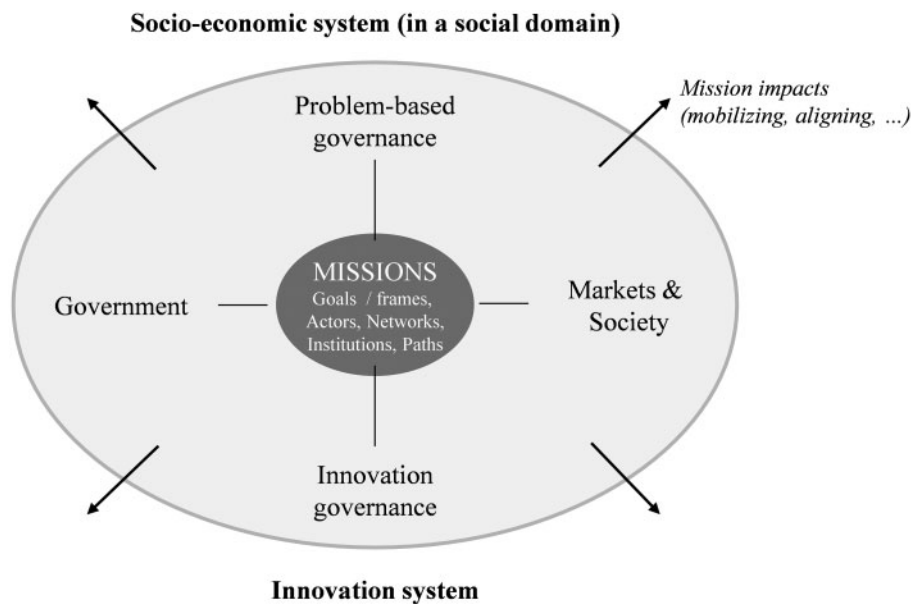 Socio-economic system (in a social domain)
Mission impacts
(mobilizing, aligning, ...)
Problem-based
governance
MISSIONS
Goals / frames,
Actors, Networks,
Institutions, Paths
Government
Markets &
Society
Innovation
governance
Innovation system